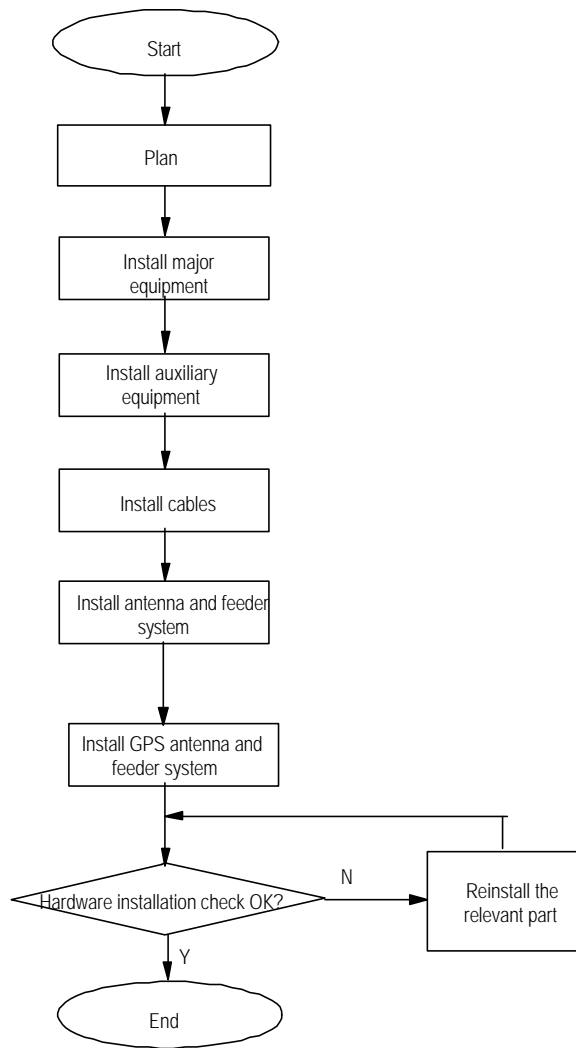 Start
Plan
Install major
equipment
Install auxiliary
equipment
Install cables
Install antenna and feeder
system
Install GPS antenna and
feeder system
Hardware installation check OK?
N
Reinstall the
relevant part
Y
End